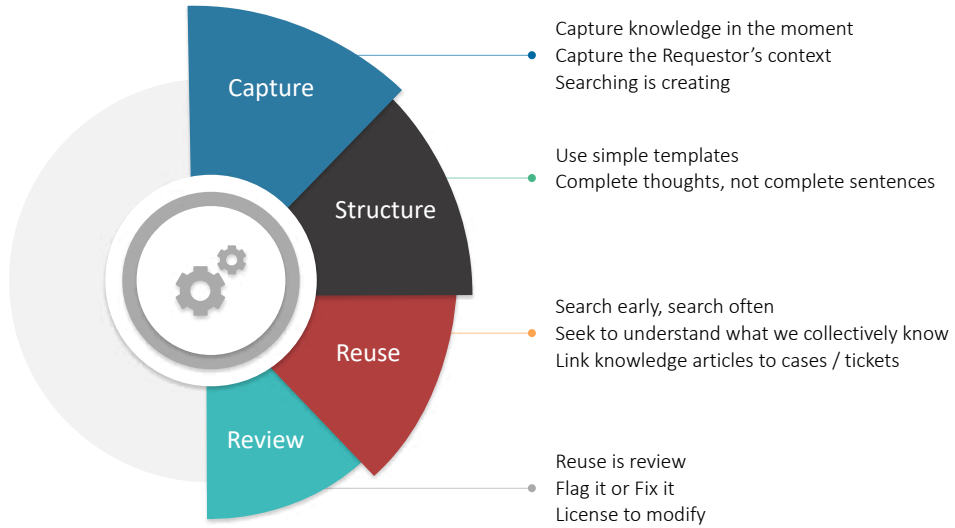 Capture
Capture knowledge in the moment
Capture the Requestor’s context
Searching is creating
Structure
Use simple templates
Complete thoughts, not complete sentences
Reuse
Search early, search often
Seek to understand what we collectively know
Link knowledge articles to cases / tickets
Review
Reuse is review
Flag it or Fix it
License to modify